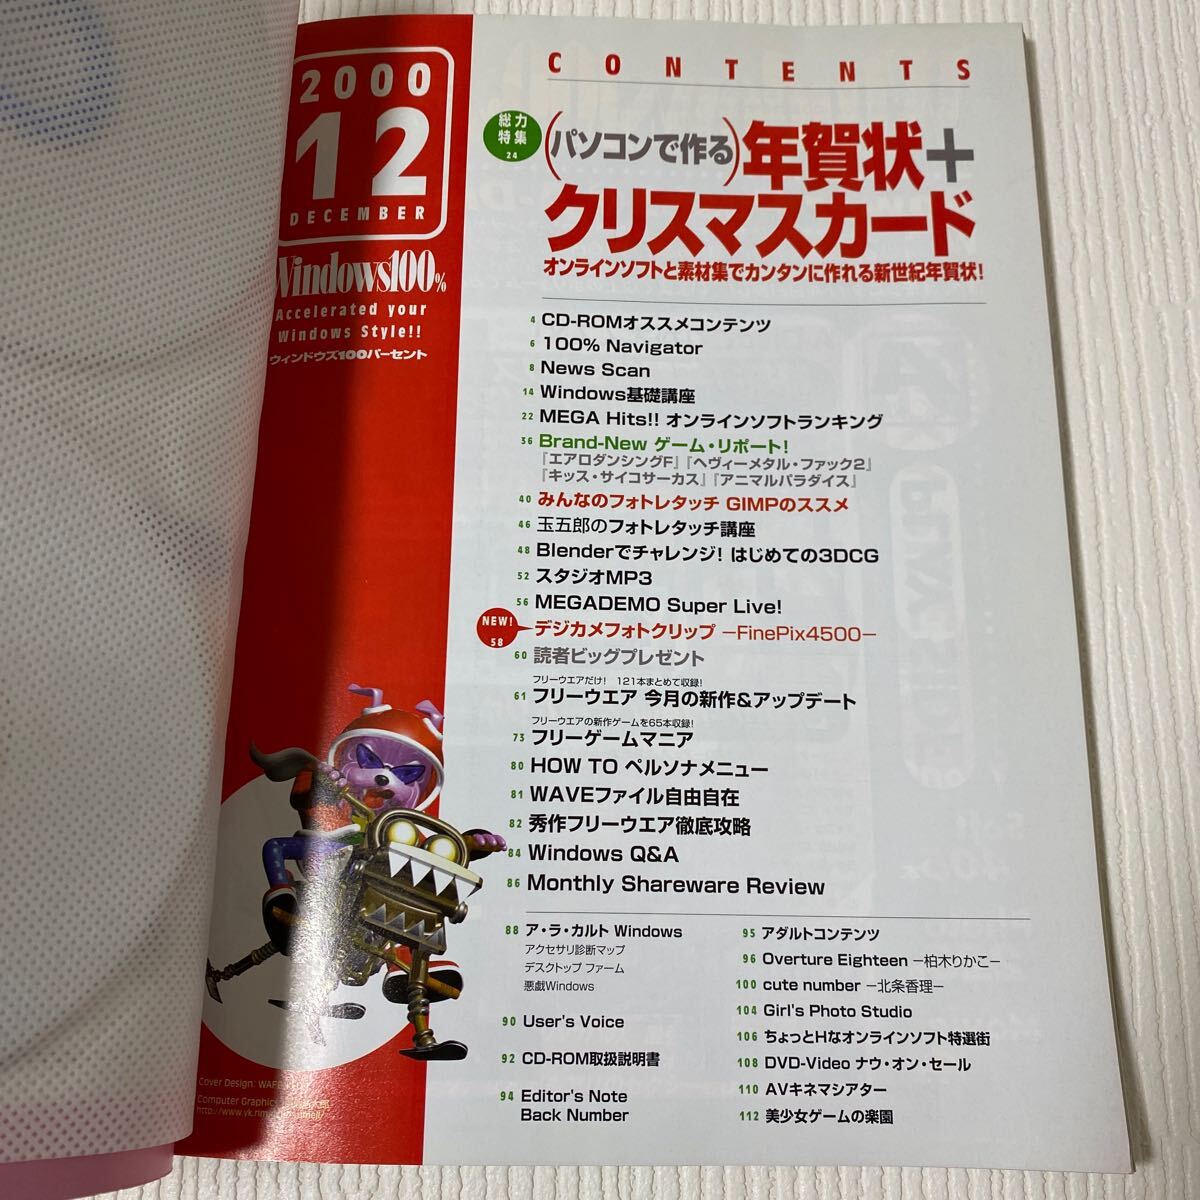 2000
12
DECEMBER
Windows100%
Accelerated your
Windows Style!!
ウィンドウズ100パーセント
CONTENTS
総力
特集
24
(パソコンで作る)年賀状+
クリスマスカード
オンラインソフトと素材集でカンタンに作れる新世紀年賀状!
4 CD-ROMオススメコンテンツ
6 100% Navigator
8 News Scan
14 Windows基礎講座
22 MEGA Hits!! オンラインソフトランキング
36 Brand-New ゲーム・リポート!
『エアロダンシングF』『ヘヴィーメタル・ファック2』
『キッス・サイコサーカス』『アニマルパラダイス』
40 みんなのフォトレタッチ GIMPのススメ
46 玉五郎のフォトレタッチ講座
48 Blenderでチャレンジ! はじめての3DCG
52 スタジオMP3
56 MEGADEMO Super Live!
NEW!
58 デジカメフォトクリップ −FinePix4500−
60 読者ビッグプレゼント
フリーウエアだけ! 121本まとめて収録!
61 フリーウエア 今月の新作&アップデート
フリーウエアの新作ゲームを65本収録!
73 フリーゲームマニア
80 HOW TO ペルソナメニュー
81 WAVEファイル自由自在
82 秀作フリーウエア徹底攻略
84 Windows Q&A
86 Monthly Shareware Review
88 ア・ラ・カルト Windows
アクセサリ診断マップ
デスクトップ ファーム
悪戯Windows
90 User's Voice
92 CD-ROM取扱説明書
94 Editor's Note
Back Number
95 アダルトコンテンツ
96 Overture Eighteen −柏木りかこ−
100 cute number −北条香理−
104 Girl's Photo Studio
106 ちょっとHなオンラインソフト特選街
108 DVD-Video ナウ・オン・セール
110 AVキネマシアター
112 美少女ゲームの楽園
Cover Design:
Computer Graphics